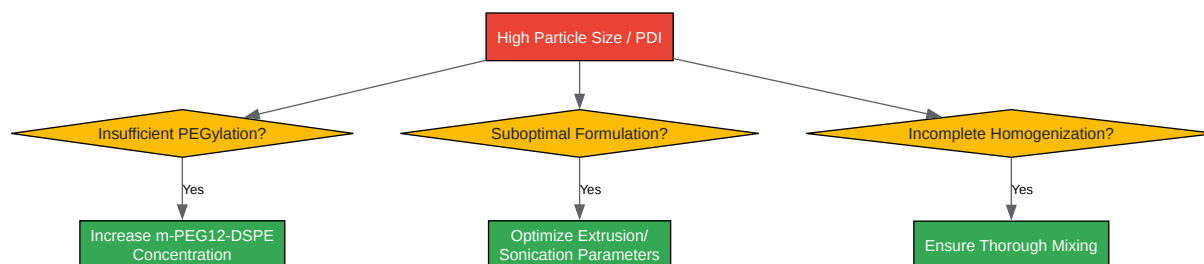 High Particle Size / PDI
Insufficient PEGylation?
Suboptimal Formulation?
Incomplete Homogenization?
Yes
Yes
Yes
Increase m-PEG12-DSPE
Concentration
Optimize Extrusion/
Sonication Parameters
Ensure Thorough Mixing